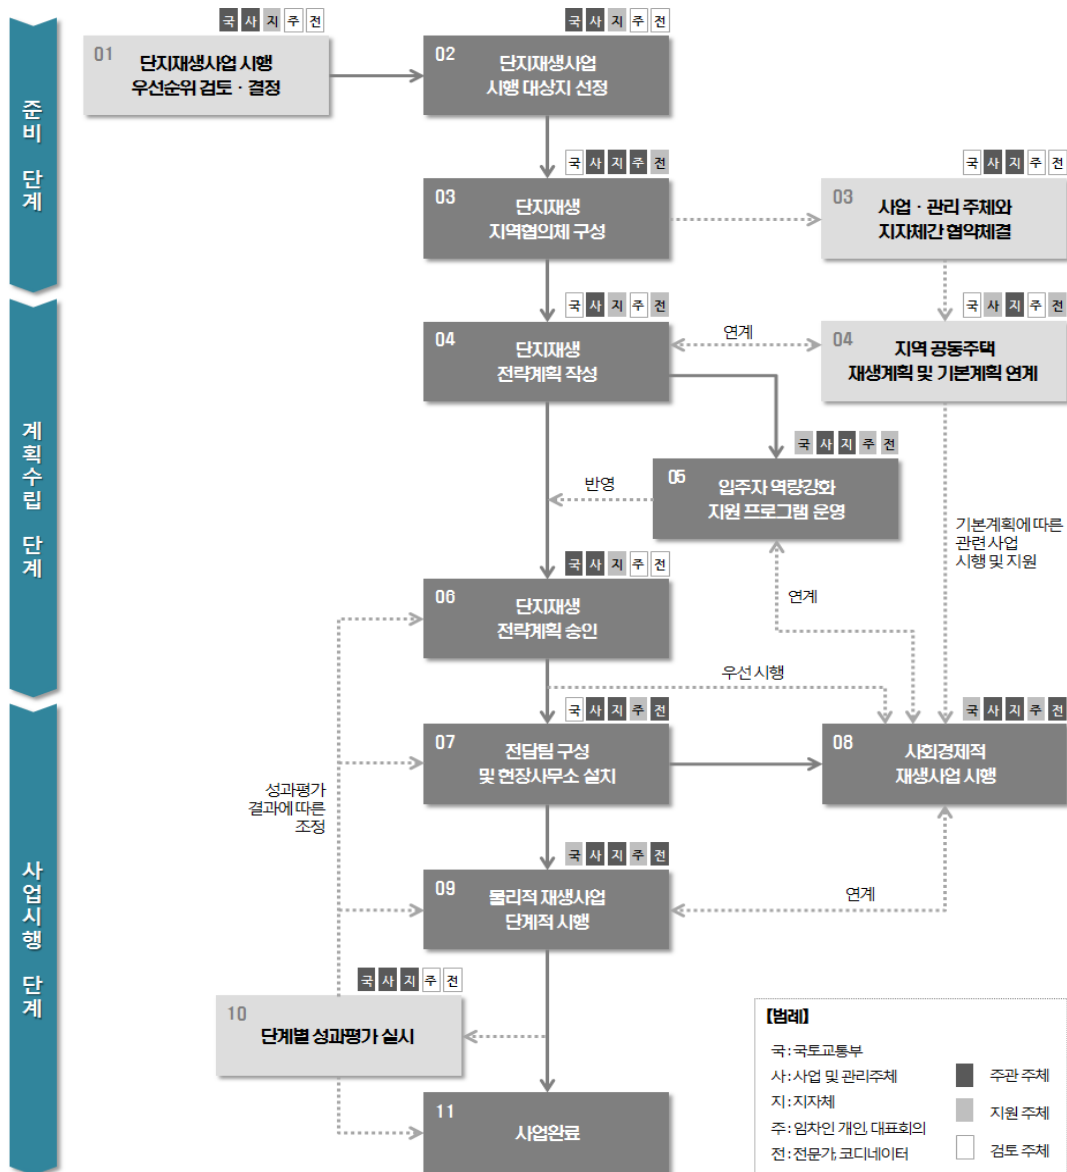 준비 단계
국 사 지 주 전
01
단지재생사업 시행
우선순위 검토 · 결정
국 사 지 주 전
02
단지재생사업
시행 대상지 선정
국 사 지 주 전
03
단지재생
지역협의체 구성
국 사 지 주 전
03
사업 · 관리 주체와
지자체간 협약체결
계획수립 단계
국 사 지 주 전
04
단지재생
전략계획 작성
연계
국 사 지 주 전
04
지역 공동주택
재생계획 및 기본계획 연계
국 사 지 주 전
05
입주자 역량강화
지원 프로그램 운영
반영
기본계획에 따른
관련 사업
시행 및 지원
연계
국 사 지 주 전
06
단지재생
전략계획 승인
우선 시행
사업시행 단계
국 사 지 주 전
07
전담팀 구성
및 현장사무소 설치
국 사 지 주 전
08
사회경제적
재생사업 시행
성과평가
결과에 따른
조정
국 사 지 주 전
09
물리적 재생사업
단계적 시행
연계
국 사 지 주 전
10
단계별 성과평가 실시
11
사업완료
【범례】
국 : 국토교통부
사 : 사업 및 관리주체
지 : 지자체
주 : 임차인 개인, 대표회의
전 : 전문가, 코디네이터
주관 주체
지원 주체
검토 주체